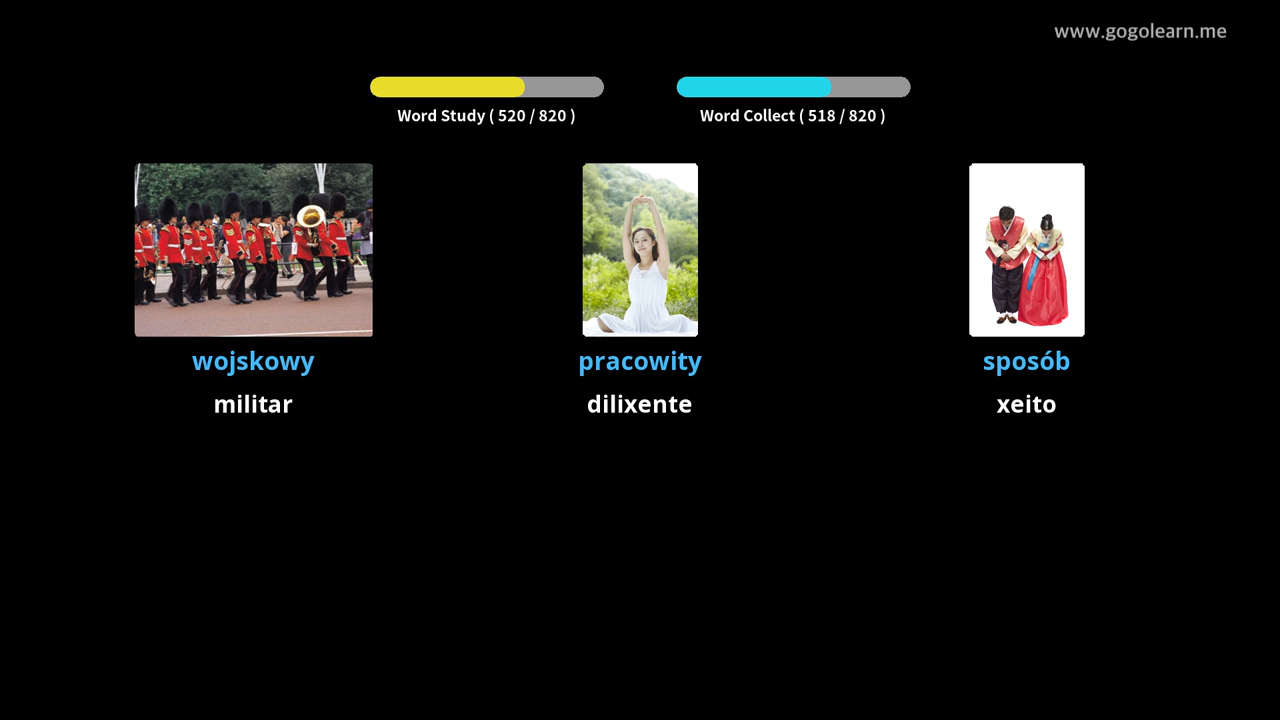 www.gogolearn.me
Word Study ( 520 / 820 )
Word Collect ( 518 / 820 )
wojskowy
pracowity
sposób
militar
dilixente
xeito